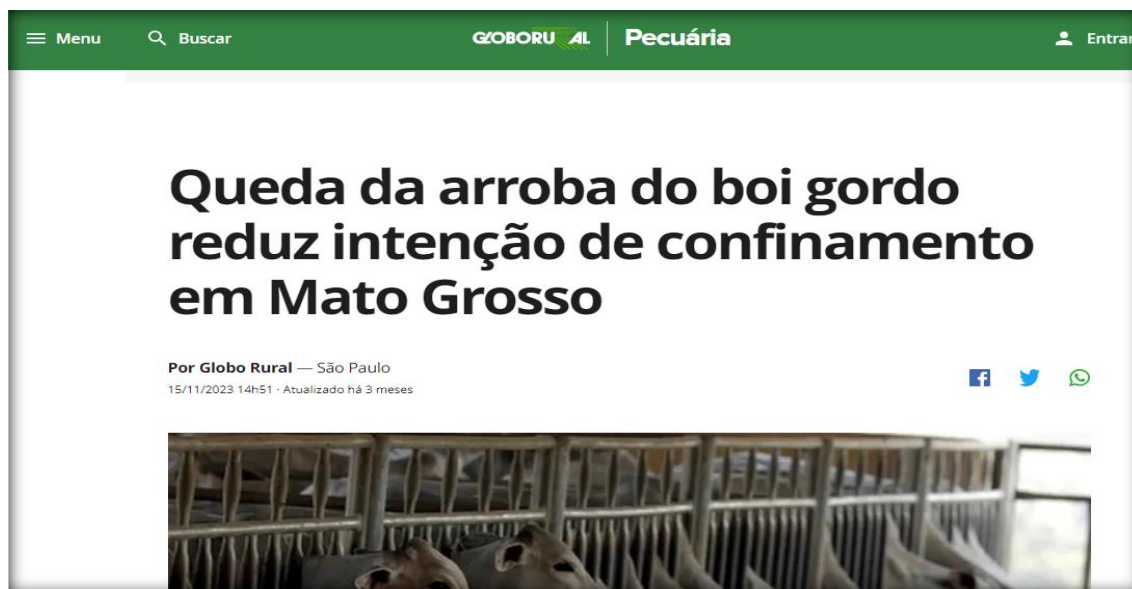 Menu
Buscar
GLOBORURAL
Pecuária
Entrar
Queda da arroba do boi gordo
reduz intenção de confinamento
em Mato Grosso
Por Globo Rural — São Paulo
15/11/2023 14h51 · Atualizado há 3 meses